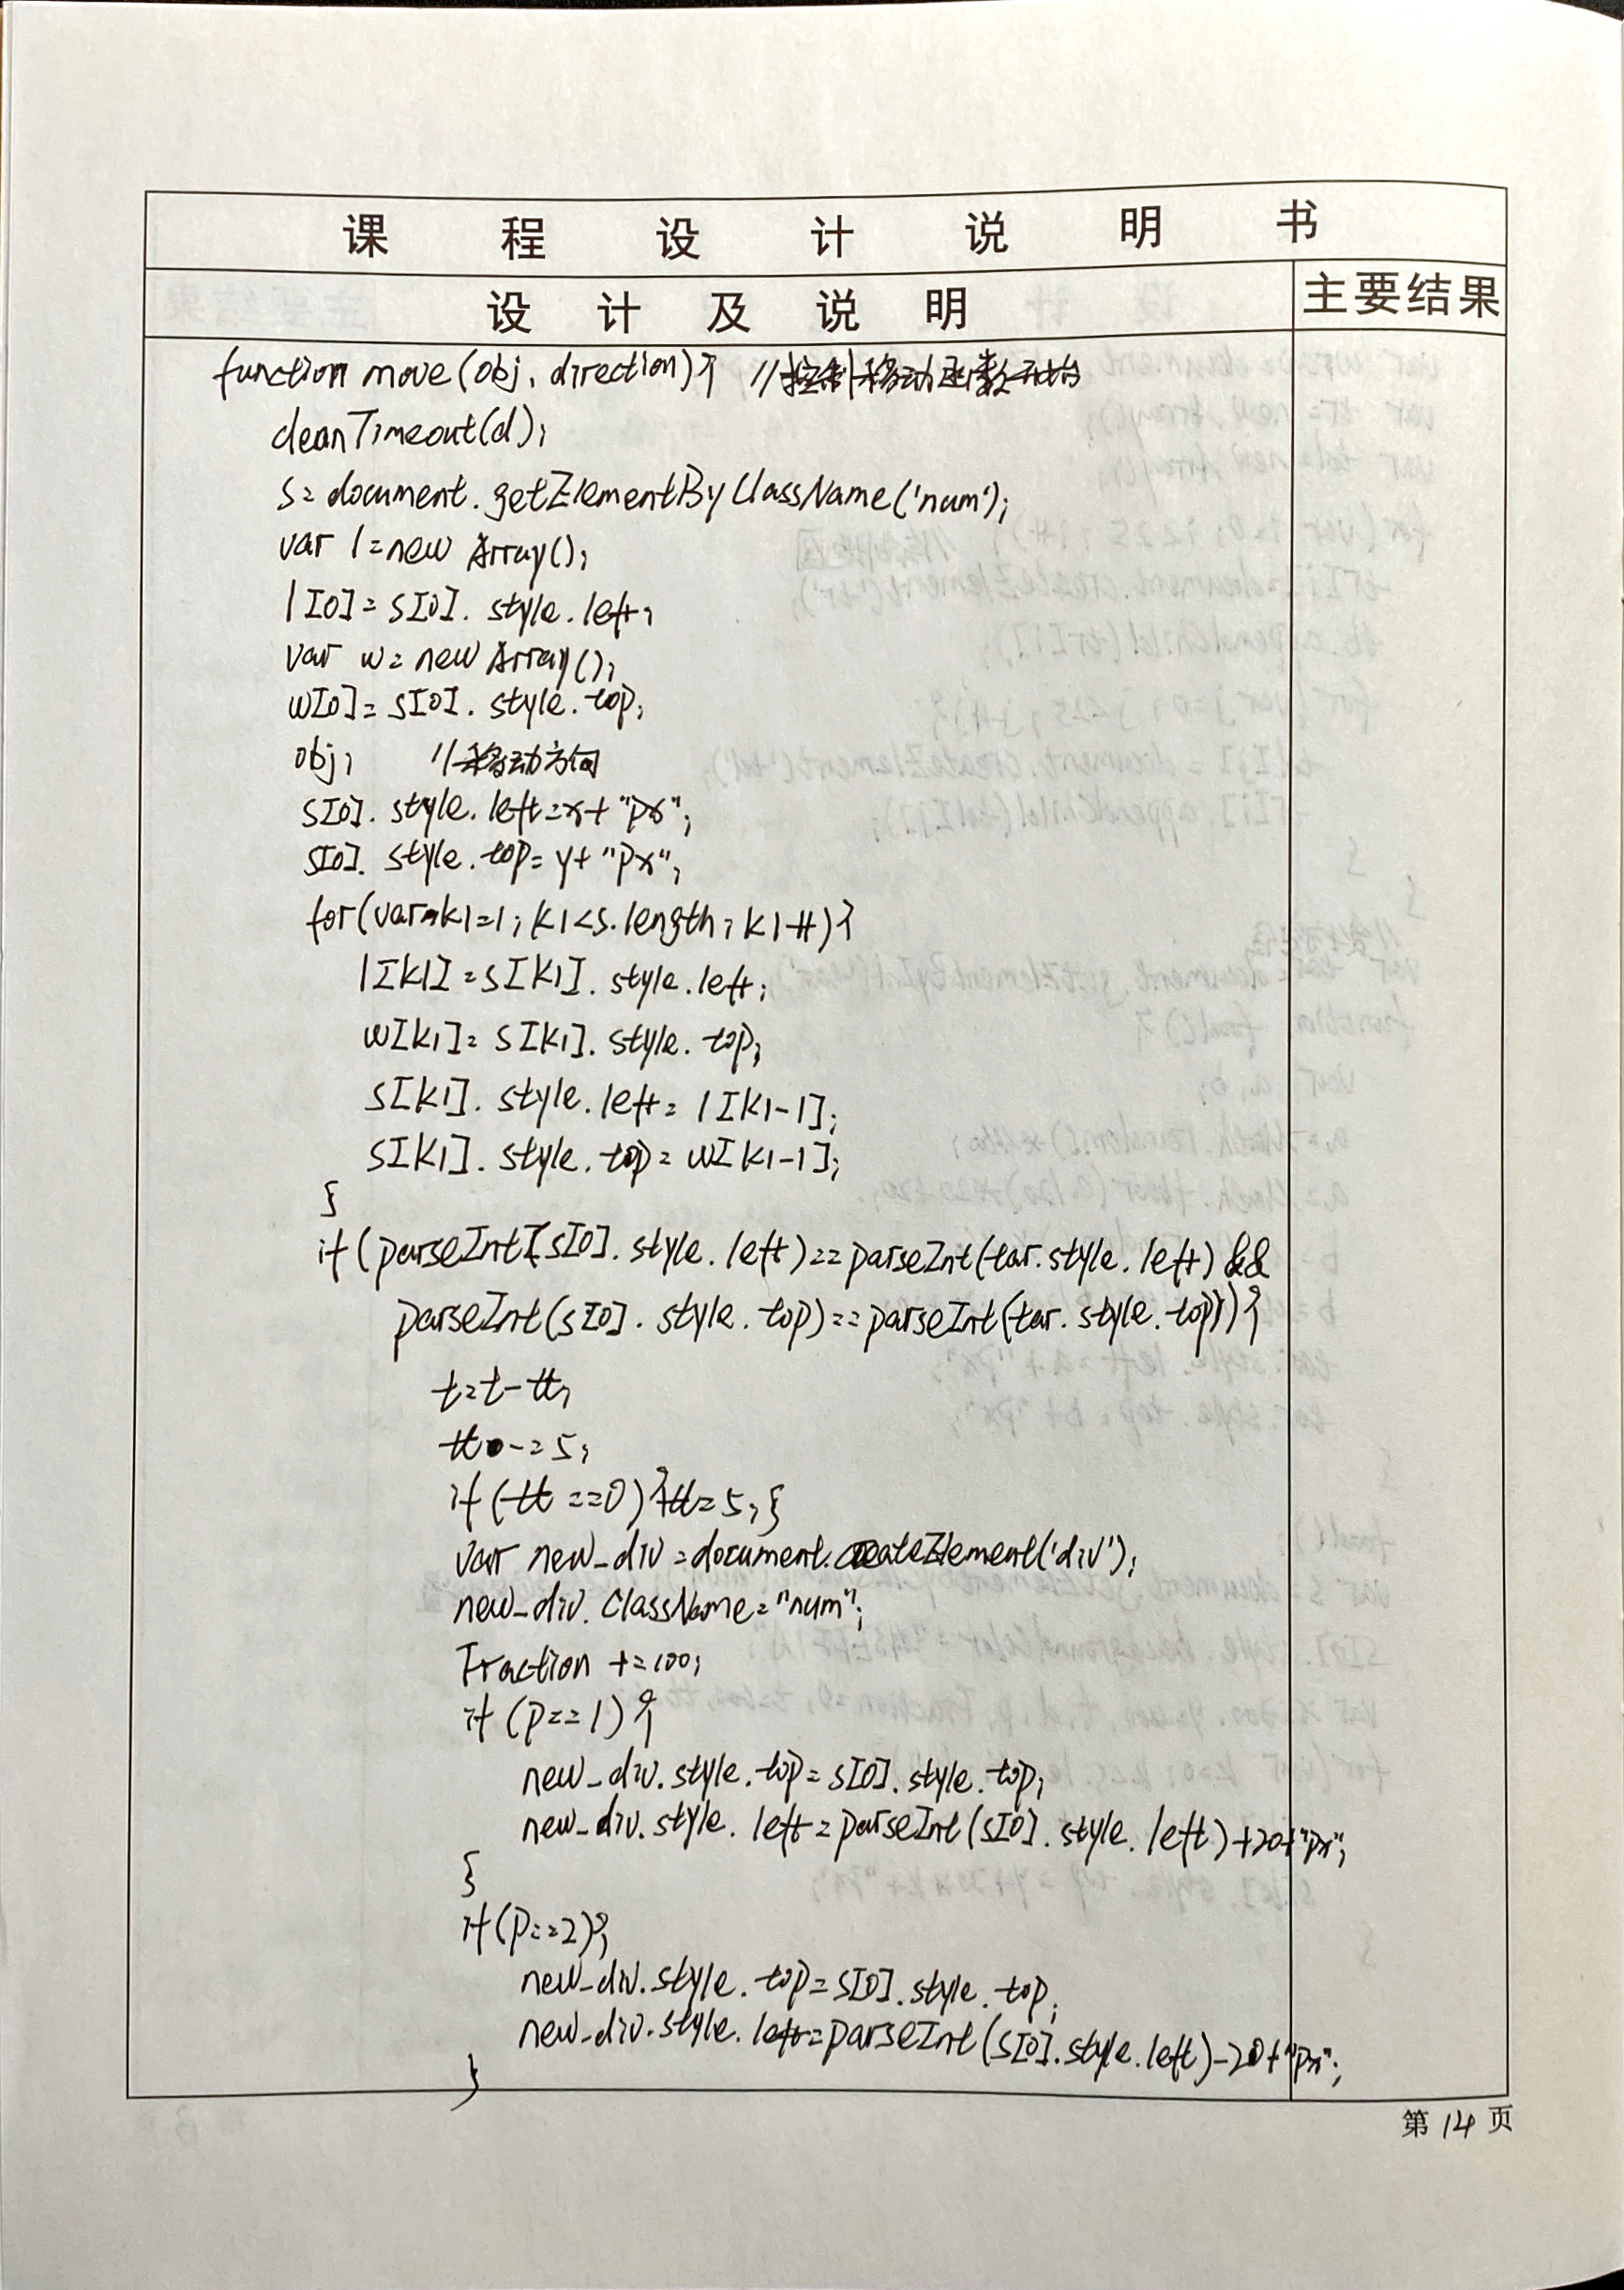 课程设计说明书
设计及说明
主要结果
function move(obj, direction){ //控制移动函数开始
cleanTimeout(d);
s=document.getElementByClassName('num');
var l=new Array();
l[0]=s[0].style.left;
var w=new Array();
w[0]=s[0].style.top;
obj; //移动方向
s[0].style.left=x+"px";
s[0].style.top=y+"px";
for(var k1=1;k1<s.length;k1++){
l[k1]=s[k1].style.left;
w[k1]=s[k1].style.top;
s[k1].style.left=l[k1-1];
s[k1].style.top=w[k1-1];
}
if(parseInt(s[0].style.left)==parseInt(tar.style.left)&&
parseInt(s[0].style.top)==parseInt(tar.style.top)){
t=t-tt;
tt-=5;
if(tt==0){tt=5;}
var new_div=document.createElement('div');
new_div.ClassName="num";
Fraction+=100;
if(p==1){
new_div.style.top=s[0].style.top;
new_div.style.left=parseInt(s[0].style.left)+20+"px";
}
if(p==2){
new_div.style.top=s[0].style.top;
new_div.style.left=parseInt(s[0].style.left)-20+"px";
}
第14页